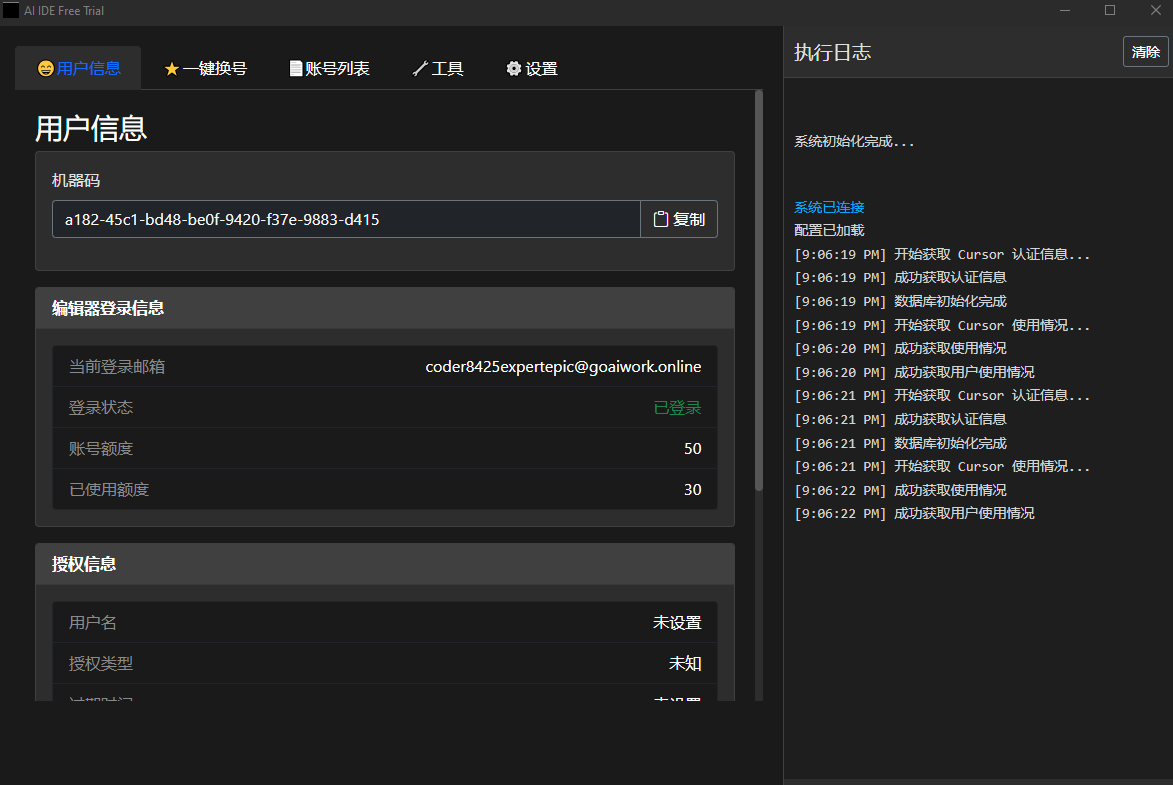 AI IDE Free Trial
😄用户信息
⭐一键换号
📄账号列表
🔧工具
⚙️设置
用户信息
机器码
a182-45c1-bd48-be0f-9420-f37e-9883-d415
复制
编辑器登录信息
当前登录邮箱 coder8425expertepic@goaiwork.online
登录状态 已登录
账号额度 50
已使用额度 30
授权信息
用户名 未设置
授权类型 未知
过期时间 未设置
执行日志
清除
系统初始化完成...
系统已连接
配置已加载
[9:06:19 PM] 开始获取 Cursor 认证信息...
[9:06:19 PM] 成功获取认证信息
[9:06:19 PM] 数据库初始化完成
[9:06:19 PM] 开始获取 Cursor 使用情况...
[9:06:20 PM] 成功获取使用情况
[9:06:20 PM] 成功获取用户使用情况
[9:06:21 PM] 开始获取 Cursor 认证信息...
[9:06:21 PM] 成功获取认证信息
[9:06:21 PM] 数据库初始化完成
[9:06:21 PM] 开始获取 Cursor 使用情况...
[9:06:22 PM] 成功获取使用情况
[9:06:22 PM] 成功获取用户使用情况